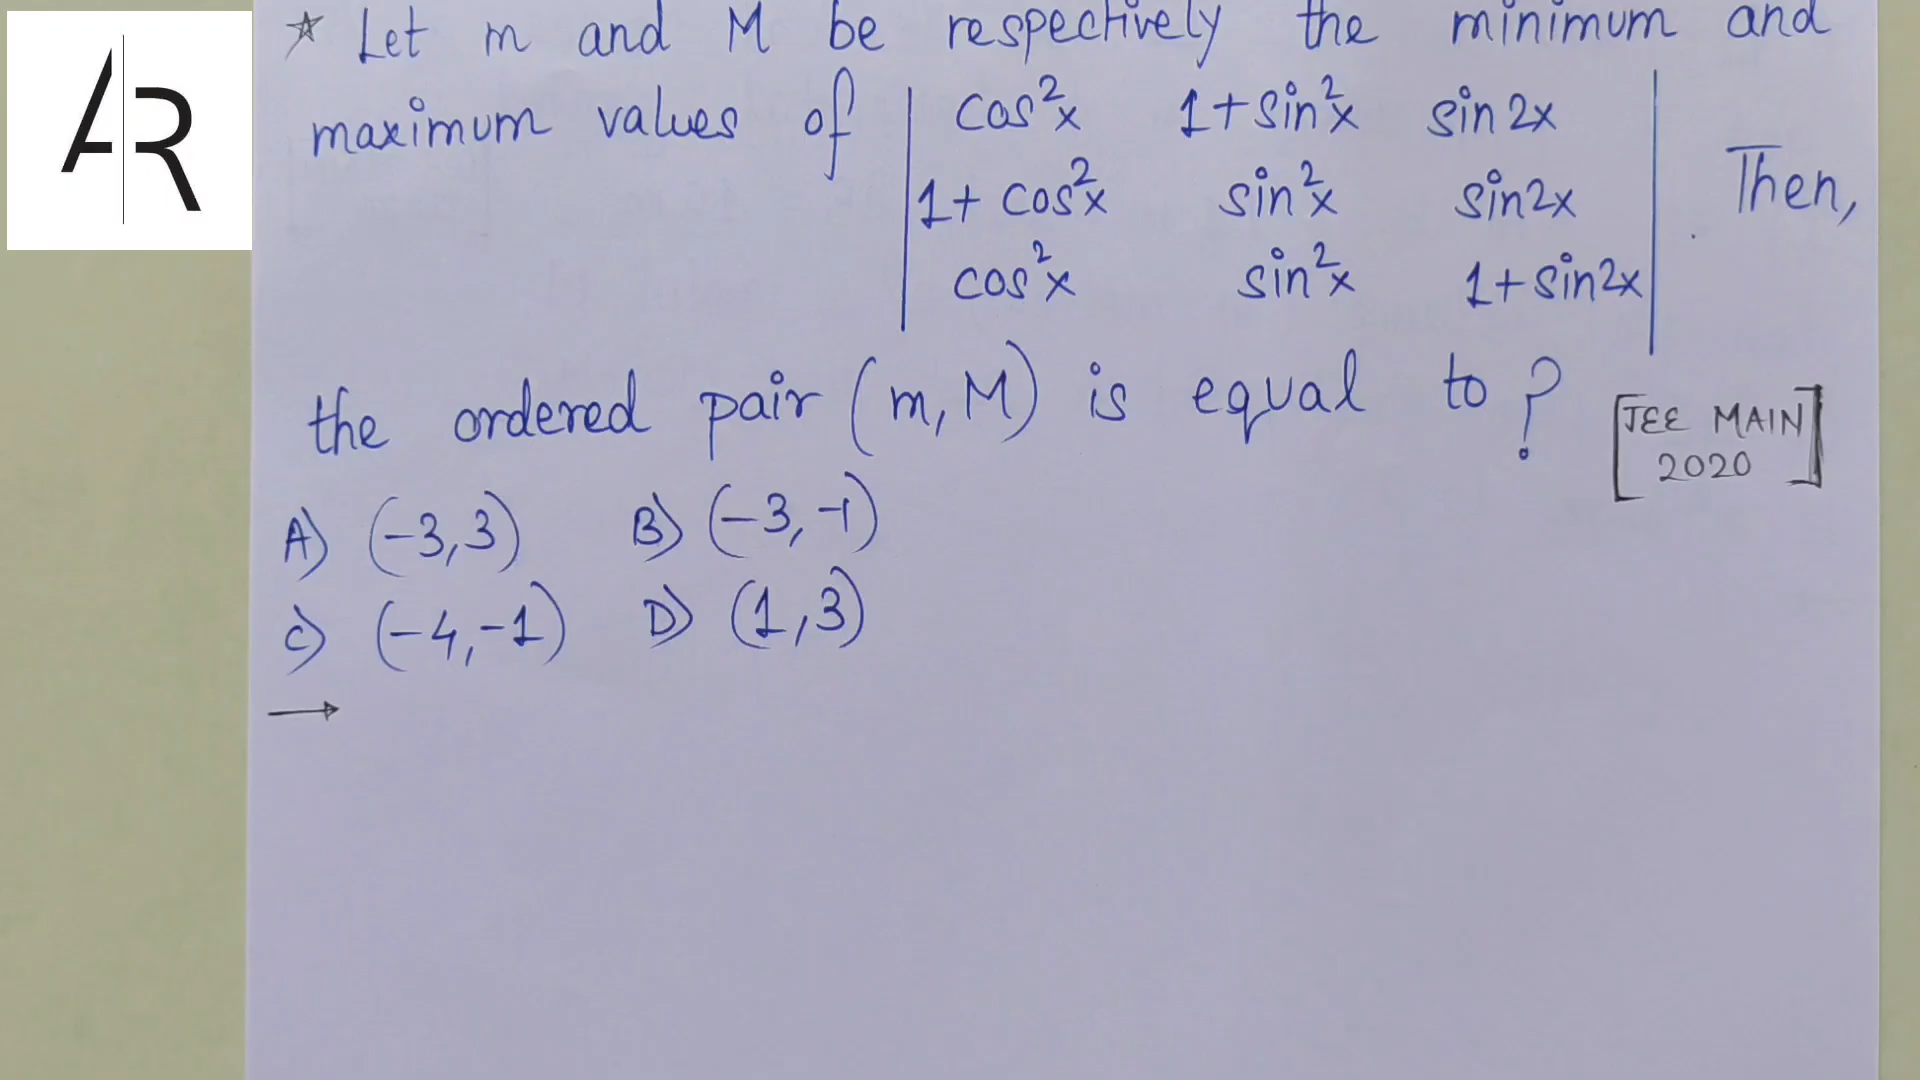 AR
☆ Let m and M be respectively the minimum and
maximum values of | cos²x 1+sin²x sin2x |
| 1+cos²x sin²x sin2x | Then,
| cos²x sin²x 1+sin2x |
the ordered pair (m, M) is equal to ? [JEE MAIN
2020]
A) (-3,3) B) (-3,-1)
C) (-4,-1) D) (1,3)
→